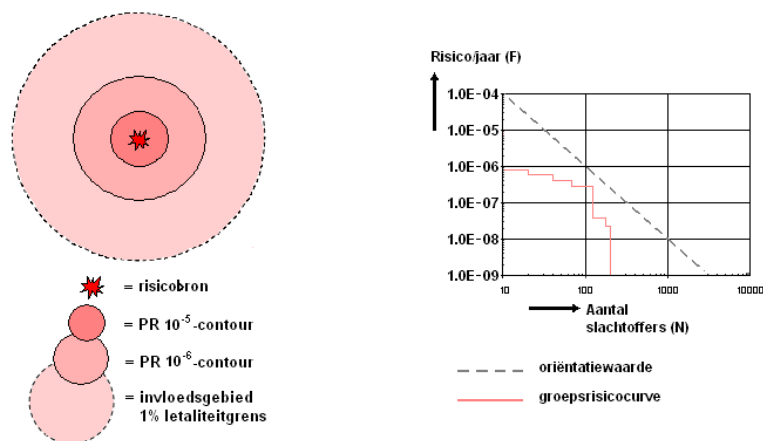 = risicobron
= PR 10⁻⁵-contour
= PR 10⁻⁶-contour
= invloedsgebied
1% letaliteitgrens
Risico/jaar (F)
1.0E-04
1.0E-05
1.0E-06
1.0E-07
1.0E-08
1.0E-09
10
100
1000
10000
Aantal
slachtoffers (N)
oriëntatiewaarde
groepsrisicocurve